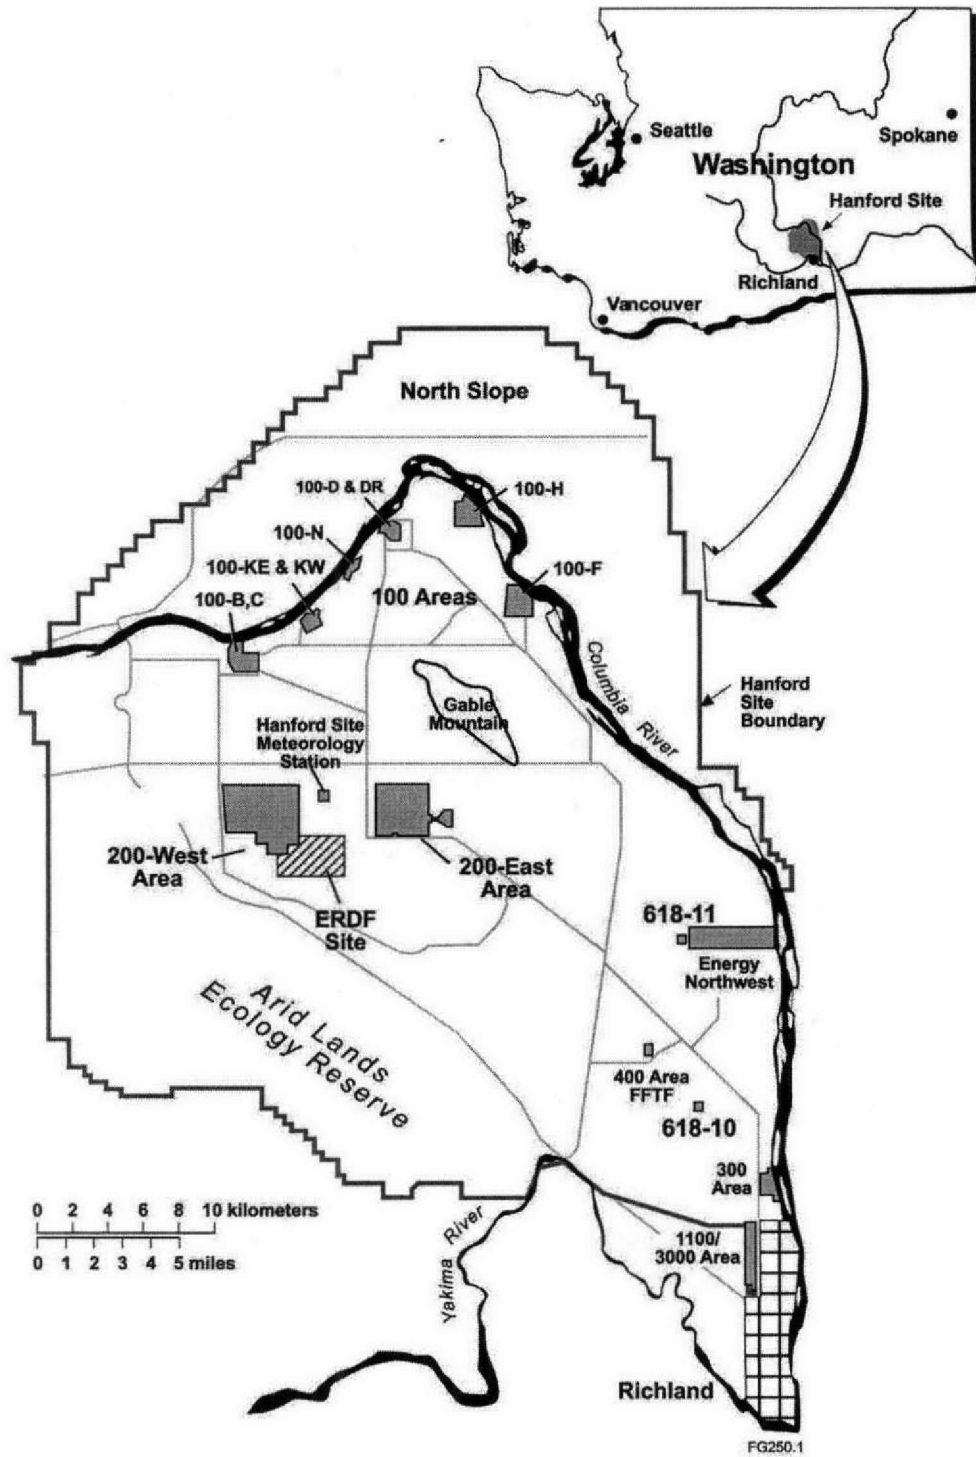 Seattle
Spokane
Washington
Hanford Site
Richland
Vancouver
North Slope
100-D & DR
100-H
100-N
100-KE & KW
100-F
100-B,C
100 Areas
Columbia River
Gable
Mountain
Hanford
Site
Boundary
Hanford Site
Meteorology
Station
200-West
Area
200-East
Area
ERDF
Site
618-11
Energy
Northwest
Arid Lands
Ecology Reserve
400 Area
FFTF
618-10
300
Area
0 2 4 6 8 10 kilometers
0 1 2 3 4 5 miles
Yakima River
1100/
3000 Area
Richland
FG250.1